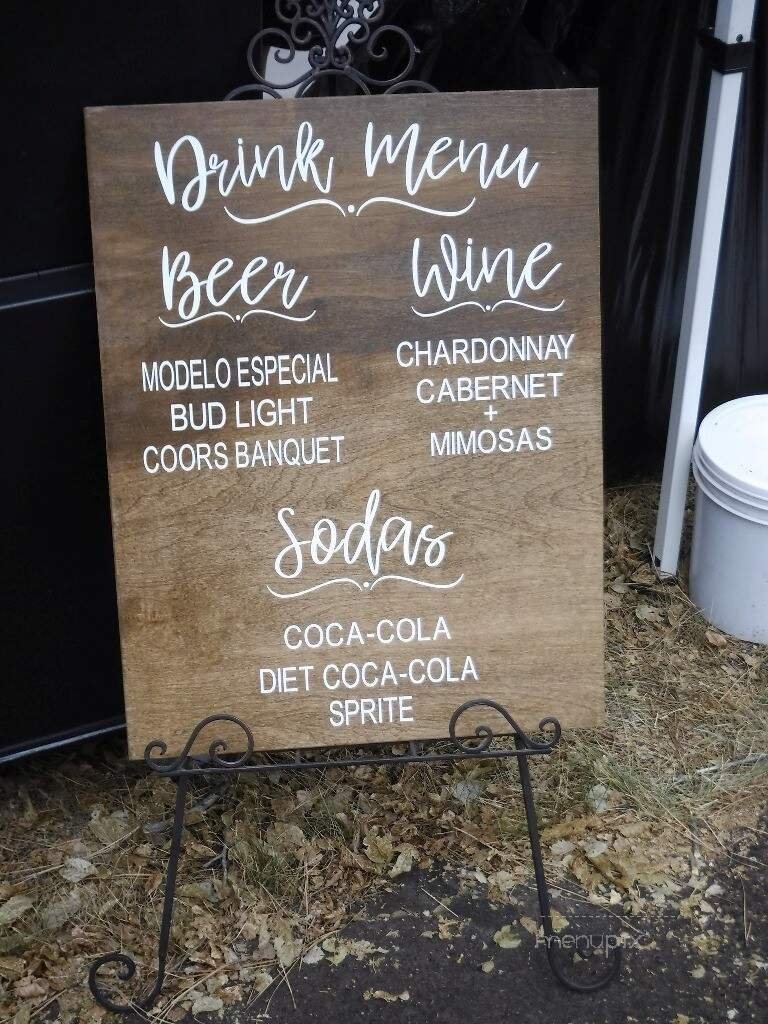 Drink Menu
Beer
MODELO ESPECIAL
BUD LIGHT
COORS BANQUET
Wine
CHARDONNAY
CABERNET
+
MIMOSAS
Sodas
COCA-COLA
DIET COCA-COLA
SPRITE
menupix